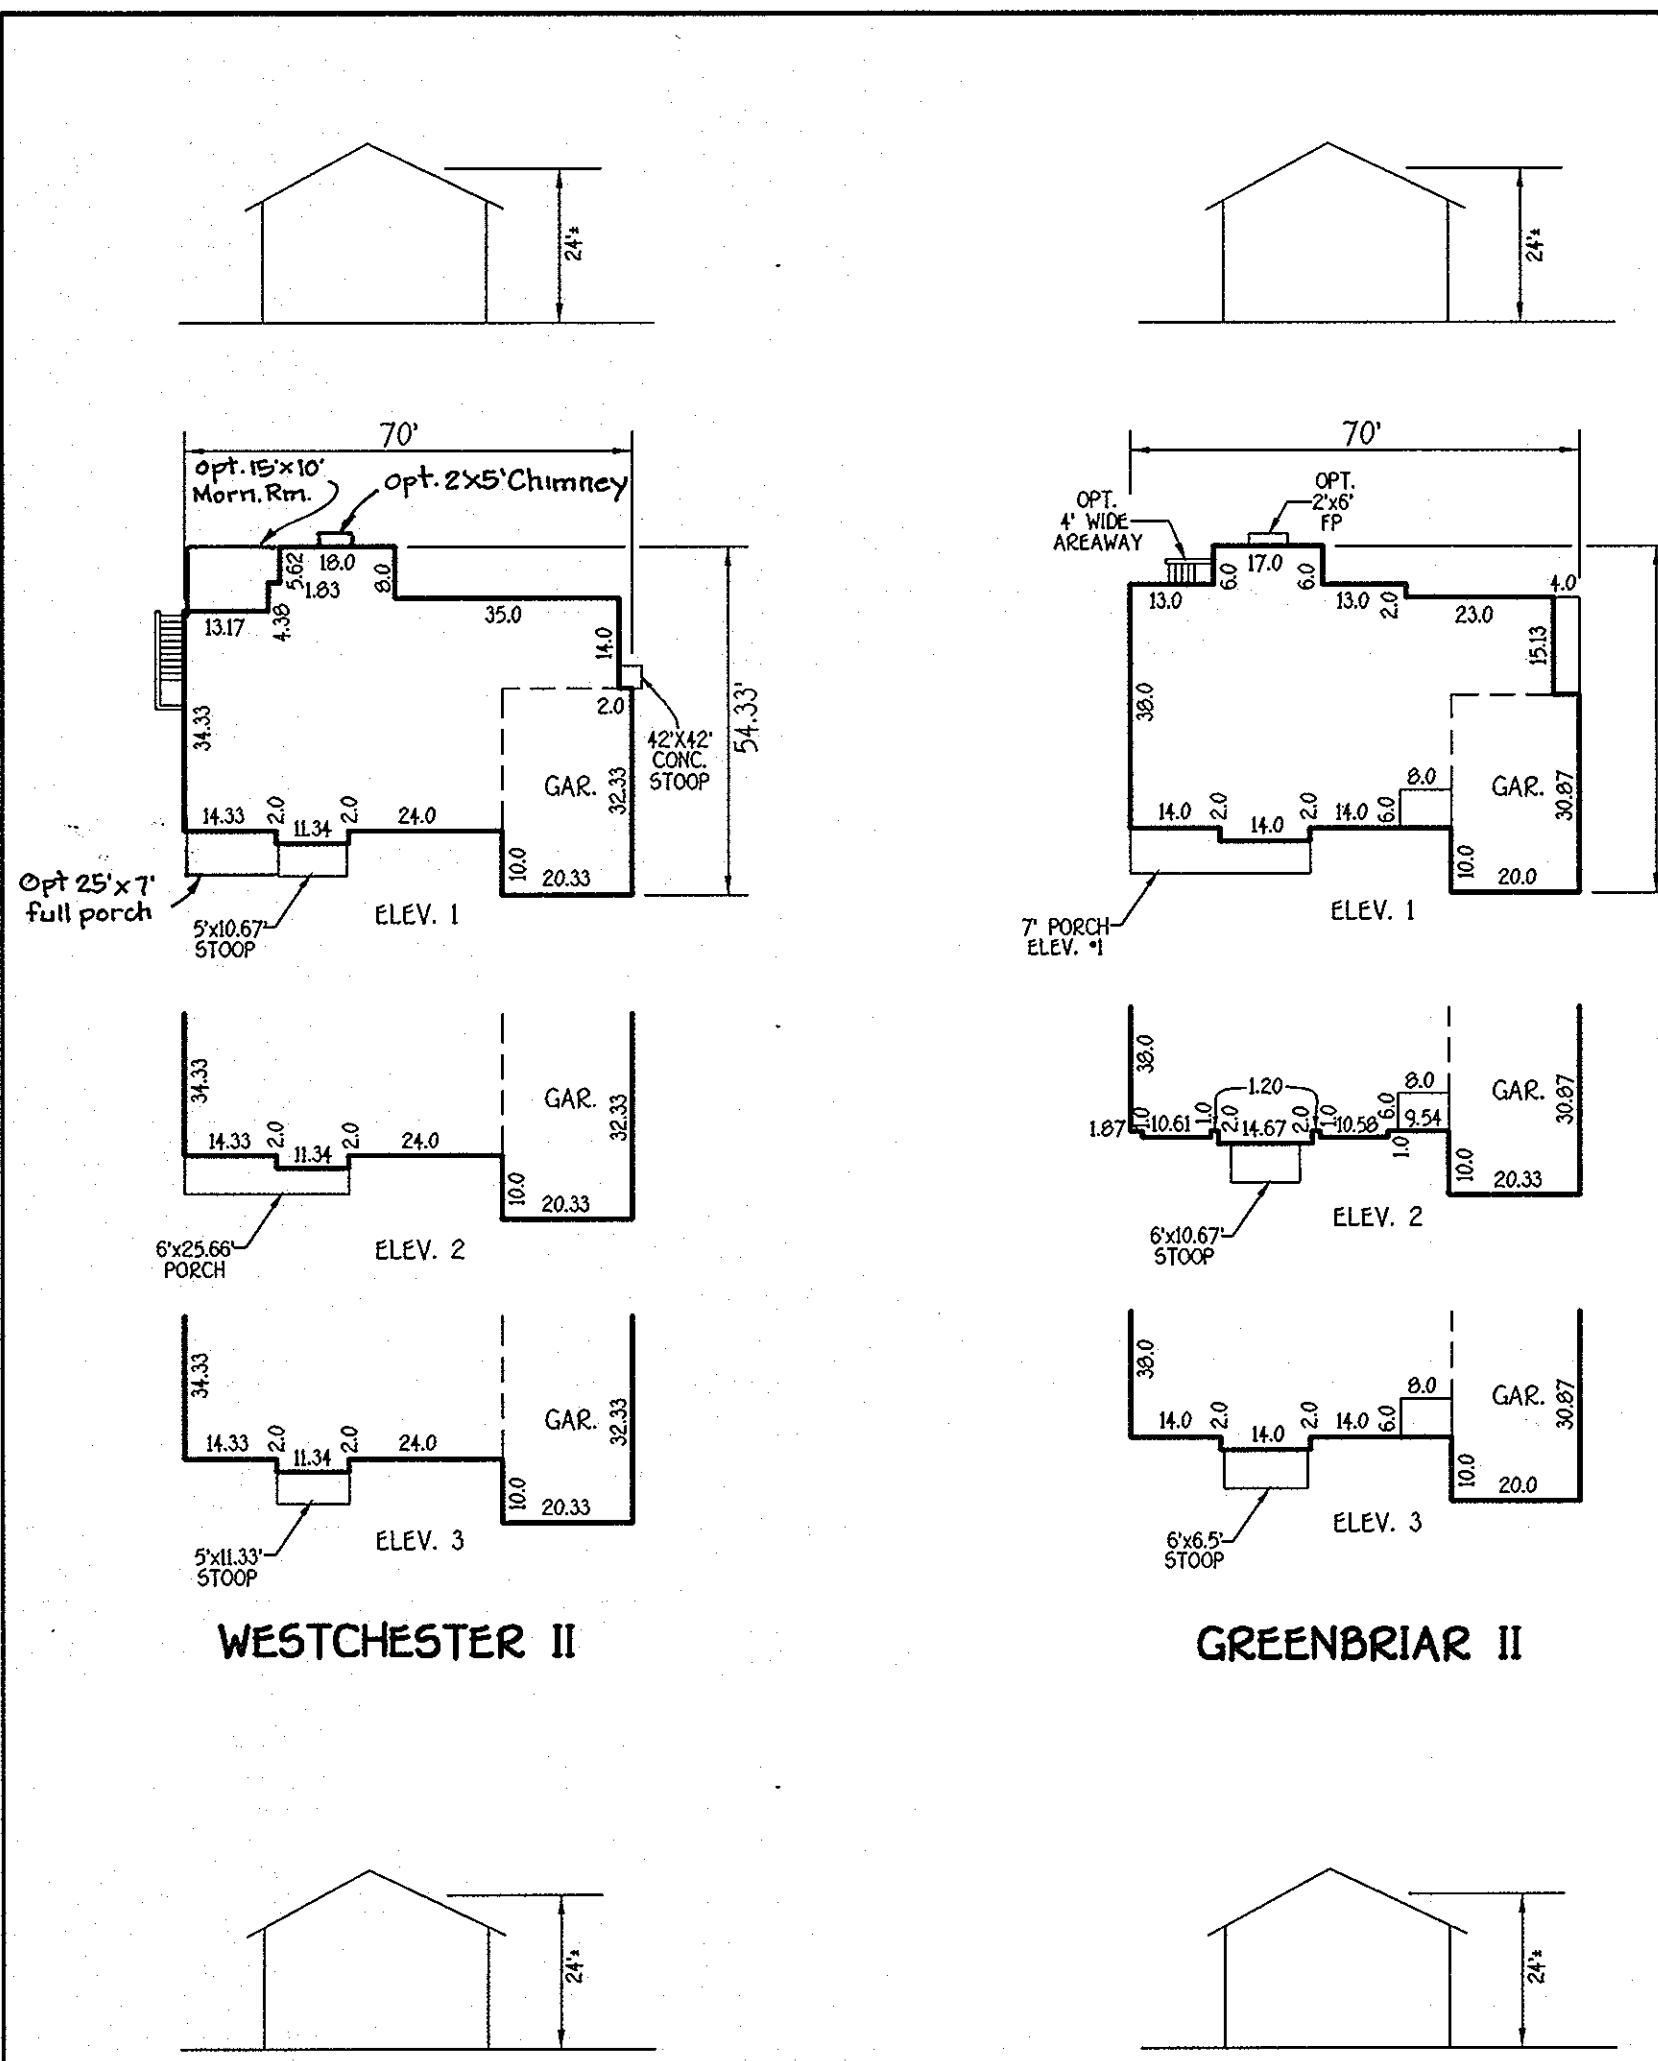 24'±
70'
Opt. 15'x10'
Morn. Rm.
Opt. 2X5' Chimney
5.62
18.0
1.83
8.0
13.17
4.38
35.0
14.0
2.0
34.33
54.33'
42'X42'
CONC.
STOOP
GAR.
32.33
14.33
2.0
11.34
2.0
24.0
10.0
20.33
Opt 25'x7'
full porch
5'x10.67'
STOOP
ELEV. 1
34.33
14.33
2.0
11.34
2.0
24.0
GAR.
32.33
10.0
20.33
6'x25.66'
PORCH
ELEV. 2
34.33
14.33
2.0
11.34
2.0
24.0
GAR.
32.33
10.0
20.33
5'x11.33'
STOOP
ELEV. 3
WESTCHESTER II
24'±
24'±
70'
OPT.
4' WIDE
AREAWAY
OPT.
2'x6'
FP
17.0
6.0
6.0
13.0
13.0
2.0
23.0
4.0
15.13
38.0
8.0
GAR.
30.87
14.0
2.0
14.0
2.0
14.0
6.0
10.0
20.0
7' PORCH
ELEV. #1
ELEV. 1
38.0
1.20
8.0
GAR.
30.87
1.87
1.0
10.61
1.0
2.0
14.67
2.0
1.0
10.58
6.0
9.54
1.0
10.0
20.33
6'x10.67'
STOOP
ELEV. 2
38.0
8.0
GAR.
30.87
14.0
2.0
14.0
2.0
14.0
6.0
10.0
20.0
6'x6.5'
STOOP
ELEV. 3
GREENBRIAR II
24'±